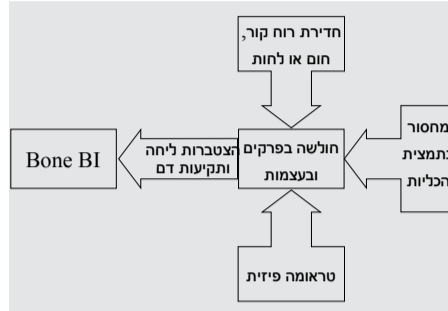 חדירת רוח קור,
חום או לחות
מחסור
בתמצית
הכליות
חולשה בפרקים
ובעצמות
הצטברות ליחה
ותקיעות דם
Bone BI
טראומה פיזית